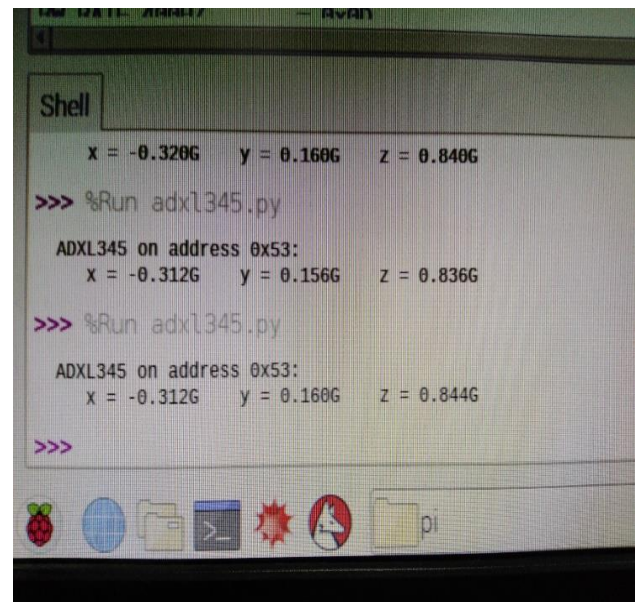 Shell
x = -0.320G y = 0.160G z = 0.840G
>>> %Run adxl345.py
ADXL345 on address 0x53:
x = -0.312G y = 0.156G z = 0.836G
>>> %Run adxl345.py
ADXL345 on address 0x53:
x = -0.312G y = 0.160G z = 0.844G
>>>
>_ pi